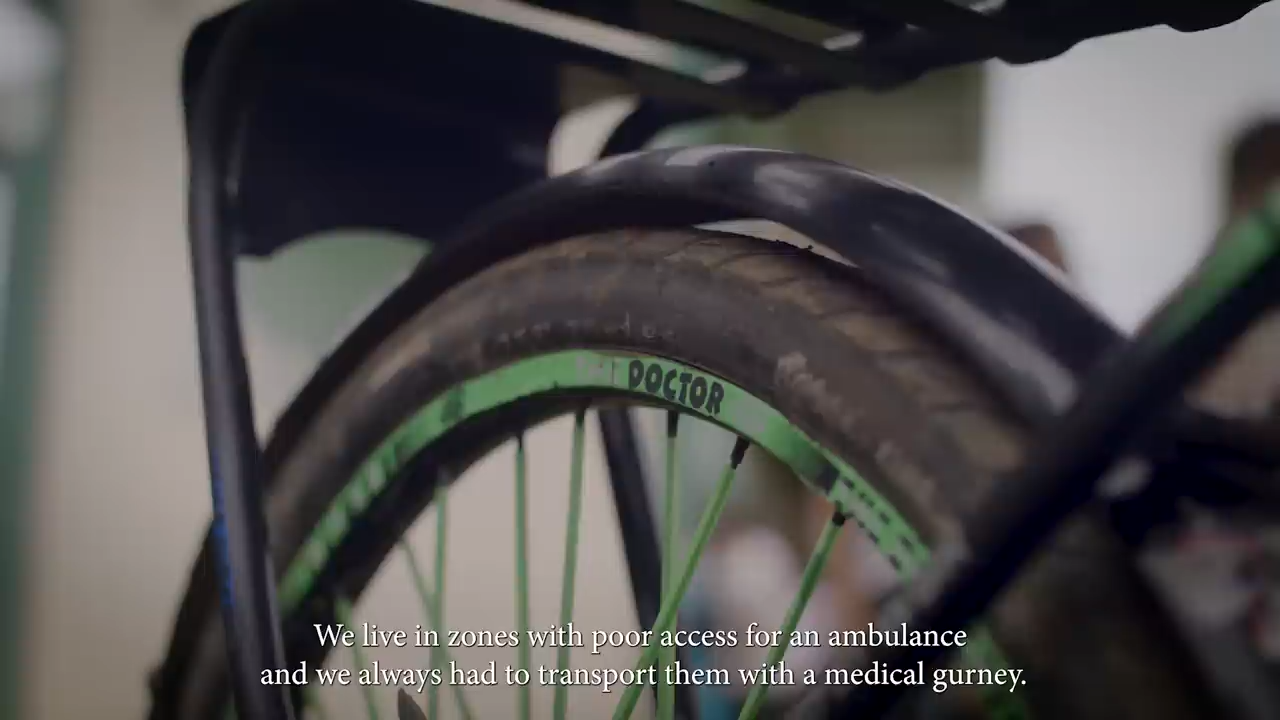 DOCTOR
We live in zones with poor access for an ambulance
and we always had to transport them with a medical gurney.